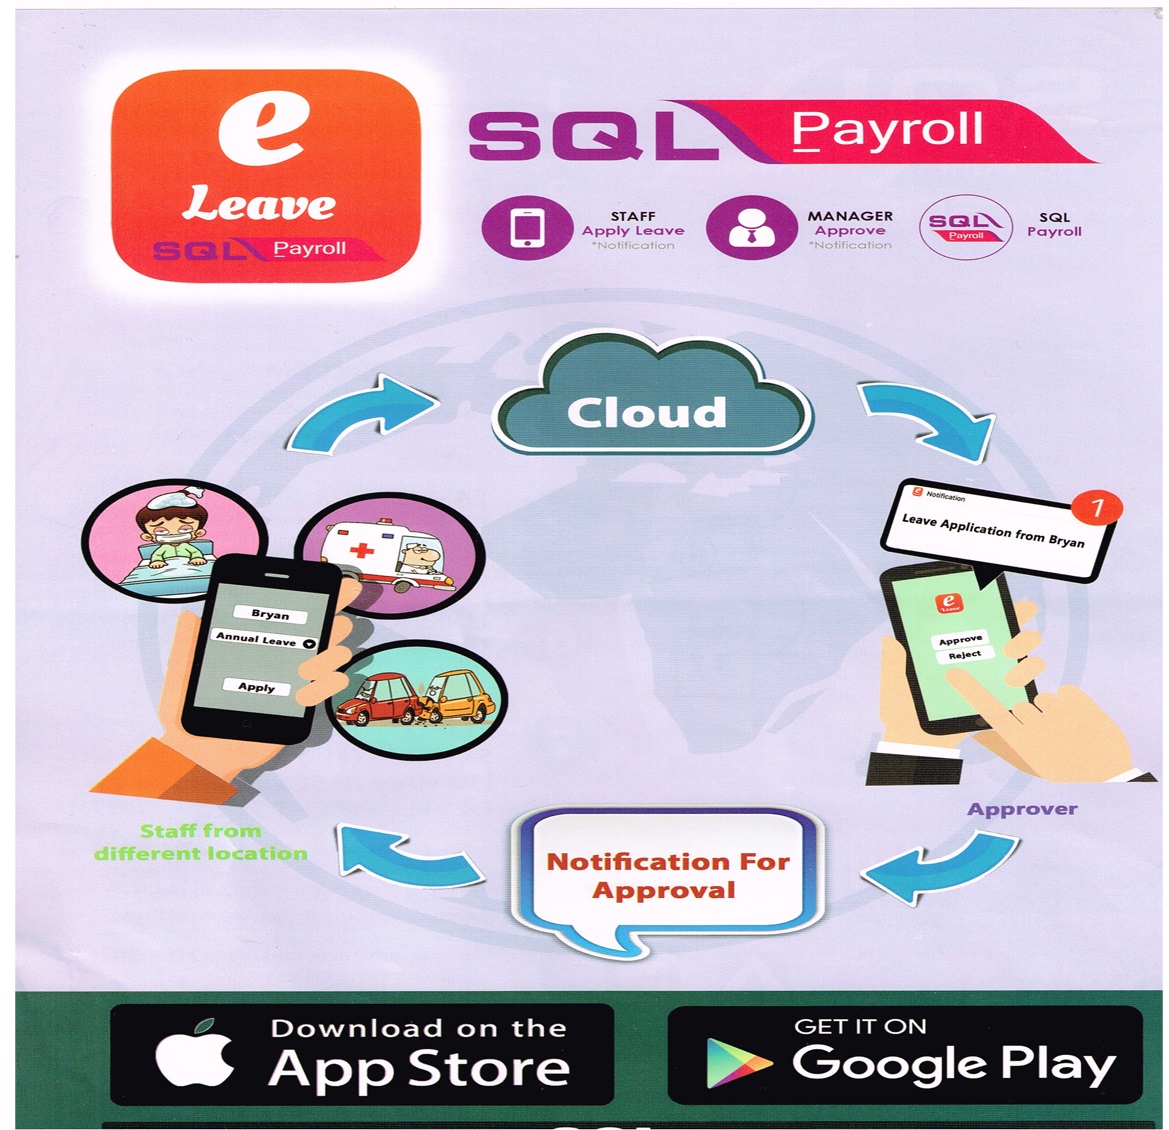 e
Leave
SQL Payroll
SQL Payroll
STAFF
Apply Leave
*Notification
MANAGER
Approve
*Notification
SQL
Payroll
SQL
Payroll
Cloud
Notification
1
Leave Application from Bryan
Bryan
Annual Leave
Apply
e
Leave
Approve
Reject
Staff from
different location
Approver
Notification For
Approval
Download on the
App Store
GET IT ON
Google Play